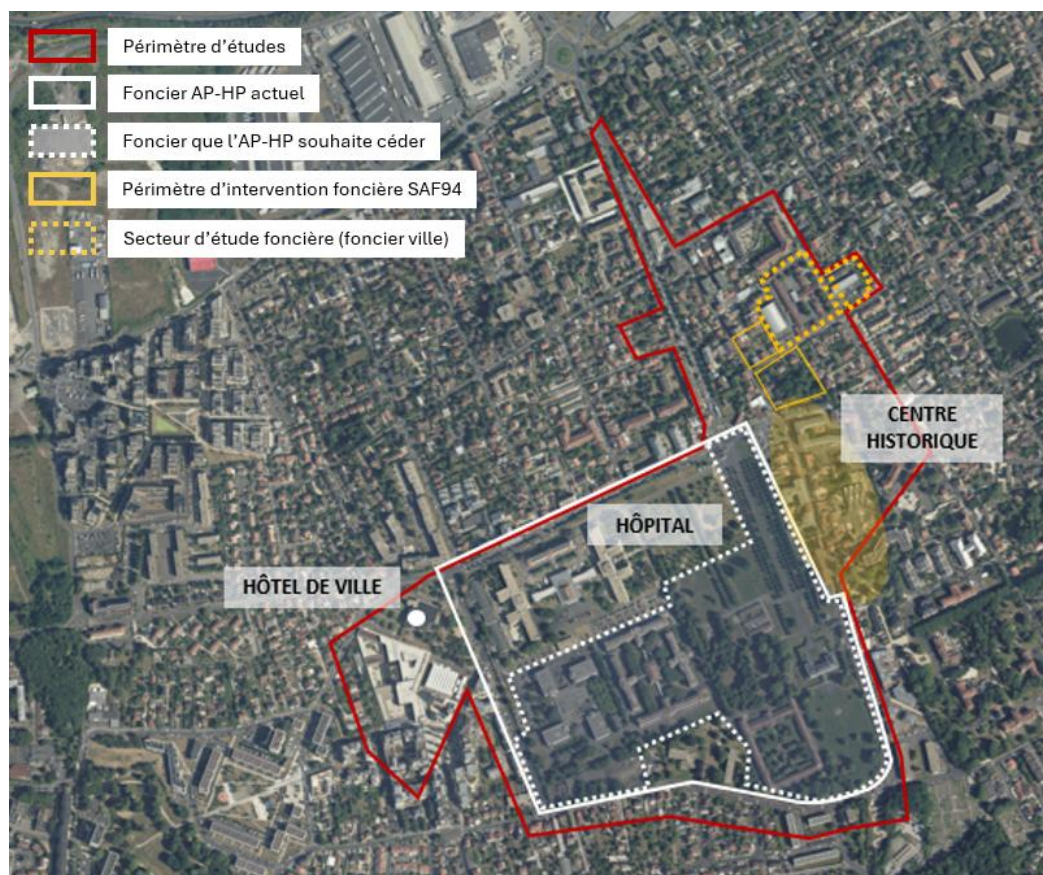 Périmètre d’études
Foncier AP-HP actuel
Foncier que l’AP-HP souhaite céder
Périmètre d’intervention foncière SAF94
Secteur d’étude foncière (foncier ville)
CENTRE
HISTORIQUE
HÔPITAL
HÔTEL DE VILLE